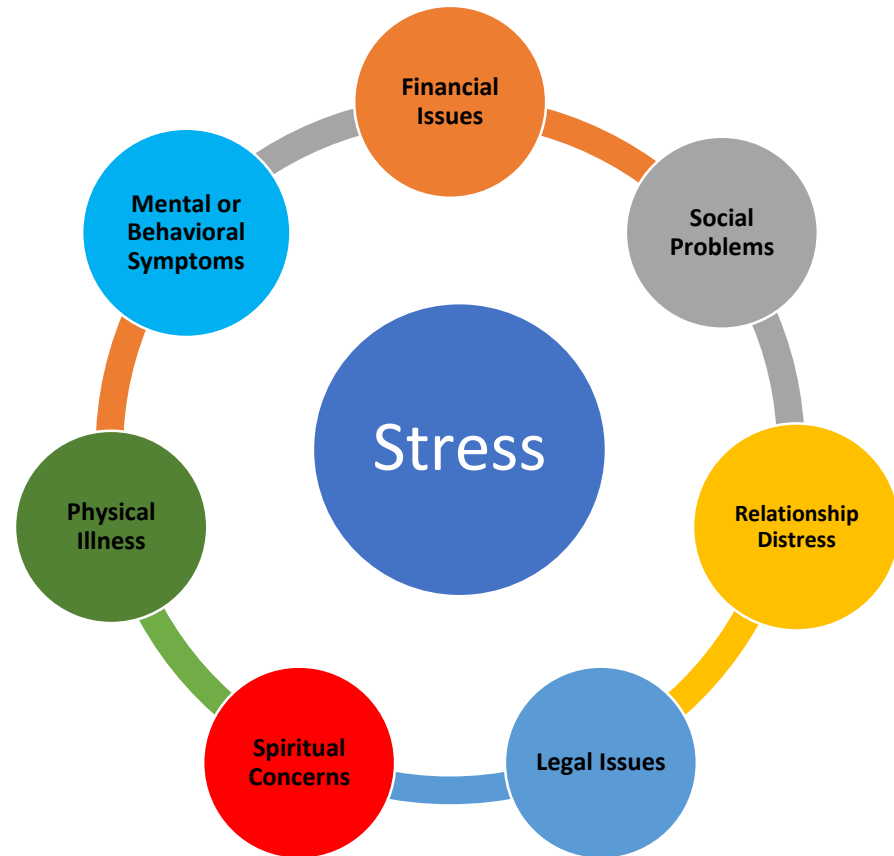 Financial
Issues
Social
Problems
Relationship
Distress
Legal Issues
Spiritual
Concerns
Physical
Illness
Mental or
Behavioral
Symptoms
Stress